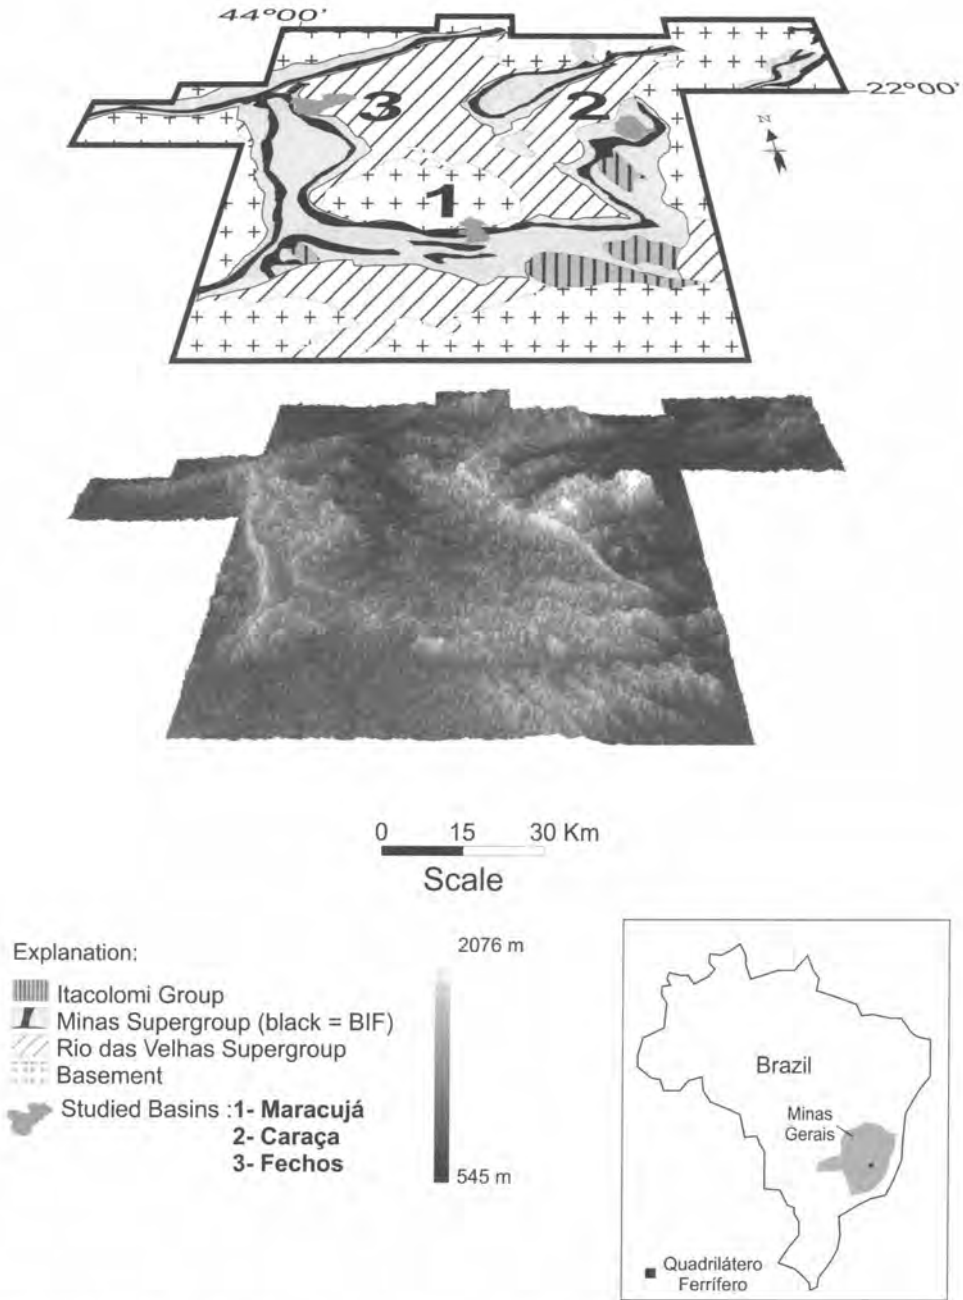 44°00'
3
2
22°00'
N
1
0 15 30 Km
Scale
Explanation:
Itacolomi Group
Minas Supergroup (black = BIF)
Rio das Velhas Supergroup
Basement
Studied Basins :1- Maracujá
2- Caraça
3- Fechos
2076 m
545 m
Brazil
Minas
Gerais
Quadrilátero
Ferrífero